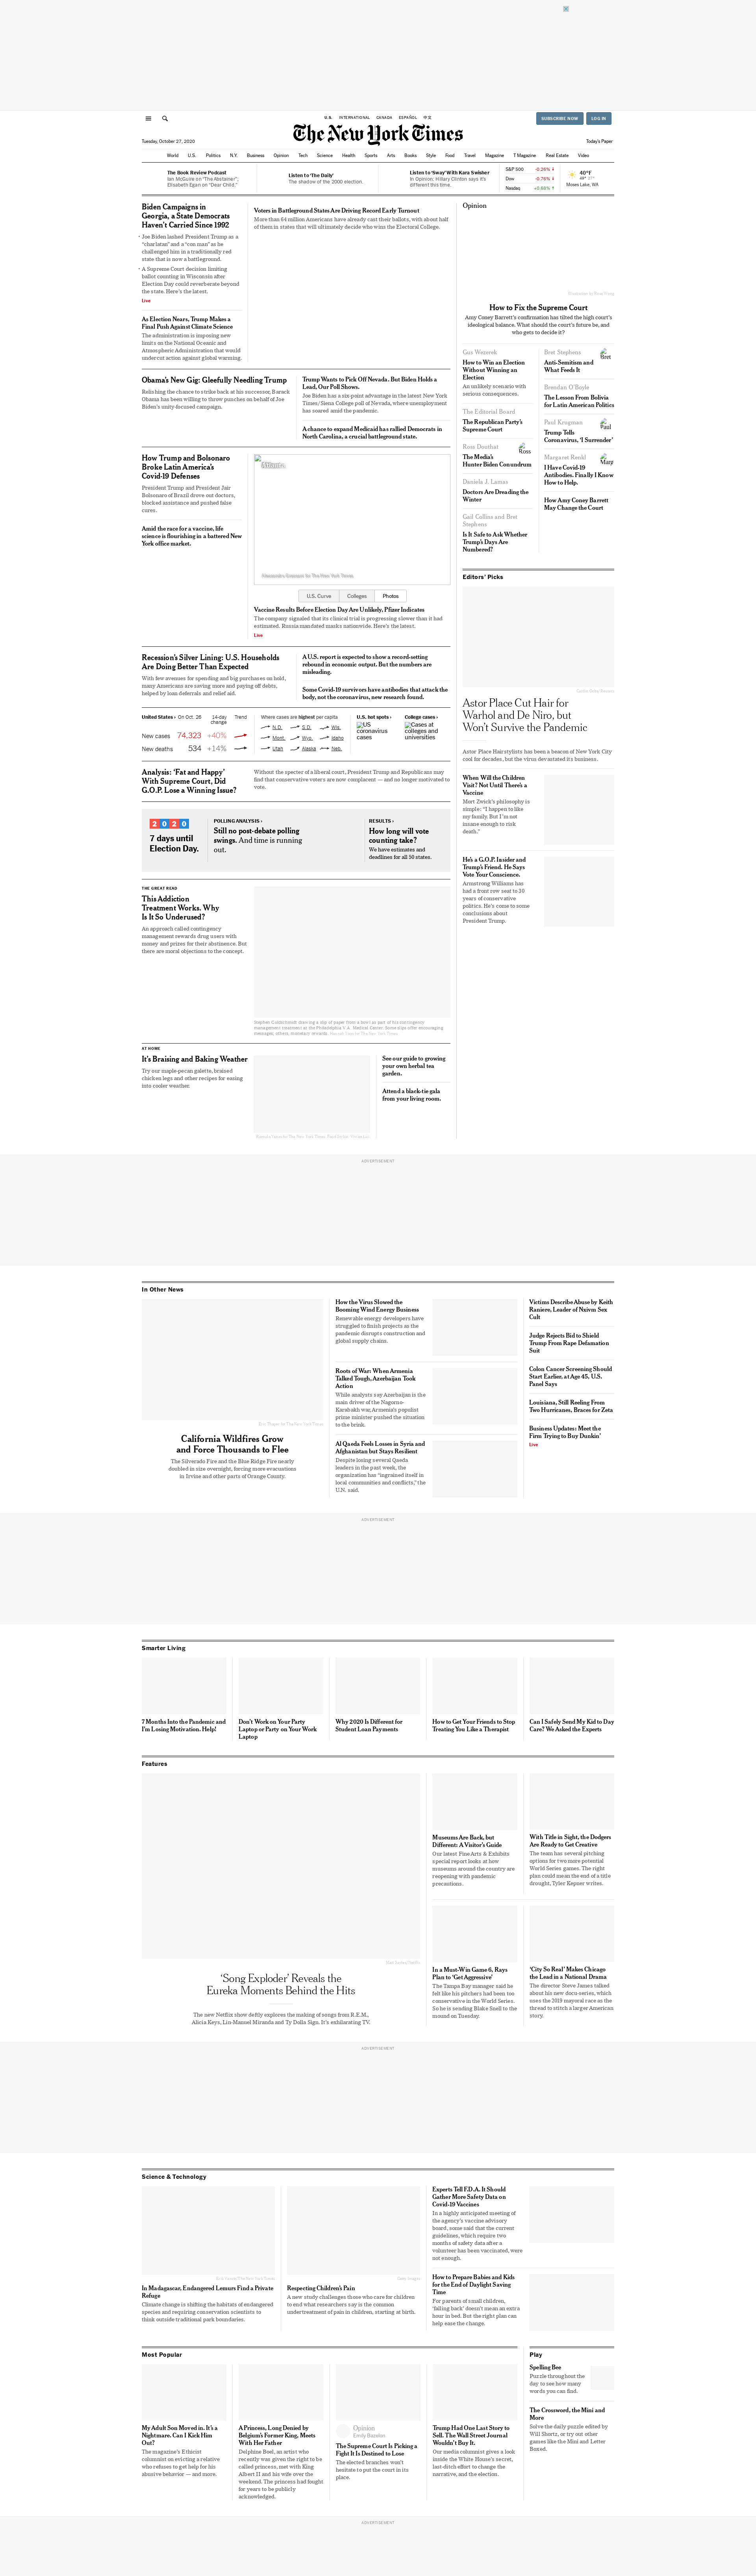 U.S. INTERNATIONAL CANADA ESPAÑOL 中文
SUBSCRIBE NOW
LOG IN
The New York Times
Tuesday, October 27, 2020
Today's Paper
World U.S. Politics N.Y. Business Opinion Tech Science Health Sports Arts Books Style Food Travel Magazine T Magazine Real Estate Video
The Book Review Podcast
Ian McGuire on "The Abstainer";
Elisabeth Egan on "Dear Child."
Listen to 'The Daily'
The shadow of the 2000 election.
Listen to 'Sway' With Kara Swisher
In Opinion: Hillary Clinton says it's
different this time.
S&P 500 -0.26% ↓
Dow -0.76% ↓
Nasdaq +0.66% ↑
40°F
Moses Lake, WA
Biden Campaigns in
Georgia, a State Democrats
Haven't Carried Since 1992
Joe Biden lashed President Trump as a
"charlatan" and a "con man" as he
challenged him in a traditionally red
state that is now a battleground.
A Supreme Court decision limiting
ballot counting in Wisconsin after
Election Day could reverberate beyond
the state. Here's the latest.
Live
As Election Nears, Trump Makes a
Final Push Against Climate Science
The administration is imposing new
limits on the National Oceanic and
Atmospheric Administration that would
undercut action against global warming.
Voters in Battleground States Are Driving Record Early Turnout
More than 64 million Americans have already cast their ballots, with about half
of them in states that will ultimately decide who wins the Electoral College.
Obama's New Gig: Gleefully Needling Trump
Relishing the chance to strike back at his successor, Barack
Obama has been willing to throw punches on behalf of Joe
Biden's unity-focused campaign.
Trump Wants to Pick Off Nevada. But Biden Holds a
Lead, Our Poll Shows.
Joe Biden has a six-point advantage in the latest New York
Times/Siena College poll of Nevada, where unemployment
has soared amid the pandemic.
A chance to expand Medicaid has rallied Democrats in
North Carolina, a crucial battleground state.
How Trump and Bolsonaro
Broke Latin America's
Covid-19 Defenses
President Trump and President Jair
Bolsonaro of Brazil drove out doctors,
blocked assistance and pushed false
cures.
Amid the race for a vaccine, life
science is flourishing in a battered New
York office market.
Atlanta.
Alessandra Sanguinetti for The New York Times
U.S. Curve
Colleges
Photos
Vaccine Results Before Election Day Are Unlikely, Pfizer Indicates
The company signaled that its clinical trial is progressing slower than it had
estimated. Russia mandated masks nationwide. Here's the latest.
Live
Recession's Silver Lining: U.S. Households
Are Doing Better Than Expected
With few avenues for spending and big purchases on hold,
many Americans are saving more and paying off debts,
helped by loan deferrals and relief aid.
A U.S. report is expected to show a record-setting
rebound in economic output. But the numbers are
misleading.
Some Covid-19 survivors have antibodies that attack the
body, not the coronavirus, new research found.
United States › On Oct. 26 14-day
change Trend
New cases 74,323 +40%
New deaths 534 +14%
Where cases are highest per capita
N.D. S.D. Wis.
Mont. Wyo. Idaho
Utah Alaska Neb.
U.S. hot spots ›
US
coronavirus
cases
College cases ›
Cases at
colleges and
universities
Analysis: 'Fat and Happy'
With Supreme Court, Did
G.O.P. Lose a Winning Issue?
Without the specter of a liberal court, President Trump and Republicans may
find that conservative voters are now complacent — and no longer motivated to
vote.
2020
7 days until
Election Day.
POLLING ANALYSIS ›
Still no post-debate polling
swings. And time is running
out.
RESULTS ›
How long will vote
counting take?
We have estimates and
deadlines for all 50 states.
THE GREAT READ
This Addiction
Treatment Works. Why
Is It So Underused?
An approach called contingency
management rewards drug users with
money and prizes for their abstinence. But
there are moral objections to the concept.
Stephen Goldschmidt drawing a slip of paper from a bowl as part of his contingency
management treatment at the Philadelphia V.A. Medical Center. Some slips offer encouraging
messages; others, monetary rewards.
AT HOME
It's Braising and Baking Weather
Try our maple-pecan galette, braised
chicken legs and other recipes for easing
into cooler weather.
See our guide to growing
your own herbal tea
garden.
Attend a black-tie gala
from your living room.
Opinion
How to Fix the Supreme Court
Amy Coney Barrett's confirmation has tilted the high court's
ideological balance. What should the court's future be, and
who gets to decide it?
Gus Wezerek
How to Win an Election
Without Winning an
Election
An unlikely scenario with
serious consequences.
The Editorial Board
The Republican Party's
Supreme Court
Ross Douthat
The Media's
Hunter Biden Conundrum
Ross
Daniela J. Lamas
Doctors Are Dreading the
Winter
Gail Collins and Bret
Stephens
Is It Safe to Ask Whether
Trump's Days Are
Numbered?
Bret Stephens
Anti-Semitism and
What Feeds It
Bret
Brendan O'Boyle
The Lesson From Bolivia
for Latin American Politics
Paul Krugman
Trump Tells
Coronavirus, 'I Surrender'
Paul
Margaret Renkl
I Have Covid-19
Antibodies. Finally I Know
How to Help.
How Amy Coney Barrett
May Change the Court
Editors' Picks
Astor Place Cut Hair for
Warhol and De Niro, but
Won't Survive the Pandemic
Astor Place Hairstylists has been a beacon of New York City
cool for decades, but the virus devastated its business.
When Will the Children
Visit? Not Until There's a
Vaccine
Mort Zwick's philosophy is
simple: "I happen to like
my family. But I'm not
insane enough to risk
death."
He's a G.O.P. Insider and
Trump's Friend. He Says
Vote Your Conscience.
Armstrong Williams has
had a front row seat to 30
years of conservative
politics. He's come to some
conclusions about
President Trump.
ADVERTISEMENT
In Other News
California Wildfires Grow
and Force Thousands to Flee
The Silverado Fire and the Blue Ridge Fire nearly
doubled in size overnight, forcing mass evacuations
in Irvine and other parts of Orange County.
How the Virus Slowed the
Booming Wind Energy Business
Renewable energy developers have
struggled to finish projects as the
pandemic disrupts construction and
global supply chains.
Roots of War: When Armenia
Talked Tough, Azerbaijan Took
Action
While analysts say Azerbaijan is the
main driver of the Nagorno-
Karabakh war, Armenia's populist
prime minister pushed the situation
to the brink.
Al Qaeda Feels Losses in Syria and
Afghanistan but Stays Resilient
Despite losing several Qaeda
leaders in the past week, the
organization has "ingrained itself in
local communities and conflicts," the
U.N. said.
Victims Describe Abuse by Keith
Raniere, Leader of Nxivm Sex
Cult
Judge Rejects Bid to Shield
Trump From Rape Defamation
Suit
Colon Cancer Screening Should
Start Earlier, at Age 45, U.S.
Panel Says
Louisiana, Still Reeling From
Two Hurricanes, Braces for Zeta
Business Updates: Meet the
Firm Trying to Buy Dunkin'
Live
ADVERTISEMENT
Smarter Living
7 Months Into the Pandemic and
I'm Losing Motivation. Help!
Don't Work on Your Party
Laptop or Party on Your Work
Laptop
Why 2020 Is Different for
Student Loan Payments
How to Get Your Friends to Stop
Treating You Like a Therapist
Can I Safely Send My Kid to Day
Care? We Asked the Experts
Features
'Song Exploder' Reveals the
Eureka Moments Behind the Hits
The new Netflix show deftly explores the making of songs from R.E.M.,
Alicia Keys, Lin-Manuel Miranda and Ty Dolla Sign. It's exhilarating TV.
Museums Are Back, but
Different: A Visitor's Guide
Our latest Fine Arts & Exhibits
special report looks at how
museums around the country are
reopening with pandemic
precautions.
With Title in Sight, the Dodgers
Are Ready to Get Creative
The team has several pitching
options for two more potential
World Series games. The right
plan could mean the end of a title
drought, Tyler Kepner writes.
In a Must-Win Game 6, Rays
Plan to 'Get Aggressive'
The Tampa Bay manager said he
felt like his pitchers had been too
conservative in the World Series.
So he is sending Blake Snell to the
mound on Tuesday.
'City So Real' Makes Chicago
the Lead in a National Drama
The director Steve James talked
about his new docu-series, which
uses the 2019 mayoral race as the
thread to stitch a larger American
story.
ADVERTISEMENT
Science & Technology
In Madagascar, Endangered Lemurs Find a Private
Refuge
Climate change is shifting the habitats of endangered
species and requiring conservation scientists to
think outside traditional park boundaries.
Respecting Children's Pain
A new study challenges those who care for children
to end what researchers say is the common
undertreatment of pain in children, starting at birth.
Experts Tell F.D.A. It Should
Gather More Safety Data on
Covid-19 Vaccines
In a highly anticipated meeting of
the agency's vaccine advisory
board, some said that the current
guidelines, which require two
months of safety data after a
volunteer has been vaccinated, were
not enough.
How to Prepare Babies and Kids
for the End of Daylight Saving
Time
For parents of small children,
'falling back' doesn't mean an extra
hour in bed. But the right plan can
help ease the change.
Most Popular
My Adult Son Moved in. It's a
Nightmare. Can I Kick Him
Out?
The magazine's Ethicist
columnist on evicting a relative
who refuses to get help for his
abusive behavior — and more.
A Princess, Long Denied by
Belgium's Former King, Meets
With Her Father
Delphine Boël, an artist who
recently was given the right to be
called princess, met with King
Albert II and his wife over the
weekend. The princess had fought
for years to be publicly
acknowledged.
Opinion
Emily Bazelon
The Supreme Court Is Picking a
Fight It Is Destined to Lose
The elected branches won't
hesitate to put the court in its
place.
Trump Had One Last Story to
Sell. The Wall Street Journal
Wouldn't Buy It.
Our media columnist gives a look
inside the White House's secret,
last-ditch effort to change the
narrative, and the election.
Play
Spelling Bee
Puzzle throughout the
day to see how many
words you can find.
The Crossword, the Mini and
More
Solve the daily puzzle edited by
Will Shortz, or try out other
games like the Mini and Letter
Boxed.
ADVERTISEMENT